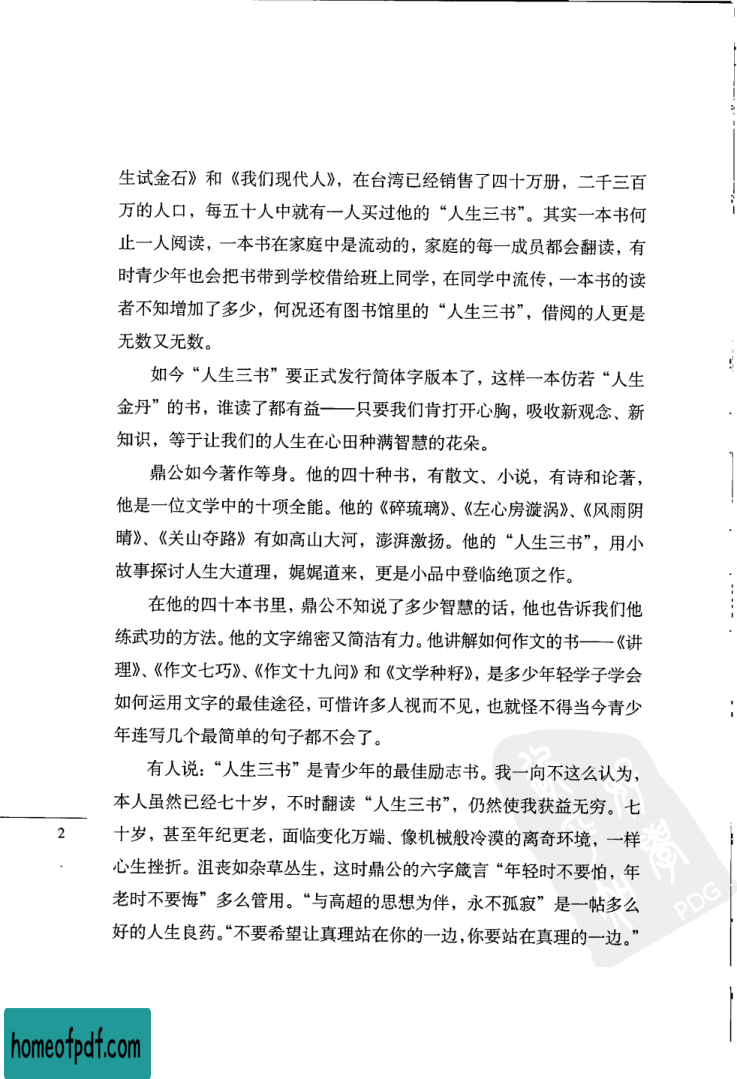 生试金石》和《我们现代人》，在台湾已经销售了四十万册，二千三百
万的人口，每五十人中就有一人买过他的“人生三书”。其实一本书何
止一人阅读，一本书在家庭中是流动的，家庭的每一成员都会翻读，有
时青少年也会把书带到学校借给班上同学，在同学中流传，一本书的读
者不知增加了多少，何况还有图书馆里的“人生三书”，借阅的人更是
无数又无数。
如今“人生三书”要正式发行简体字版本了，这样一本仿若“人生
金丹”的书，谁读了都有益——只要我们肯打开心胸，吸收新观念、新
知识，等于让我们的人生在心田种满智慧的花朵。
鼎公如今著作等身。他的四十种书，有散文、小说，有诗和论著，
他是一位文学中的十项全能。他的《碎琉璃》、《左心房漩涡》、《风雨阴
晴》、《关山夺路》有如高山大河，澎湃激扬。他的“人生三书”，用小
故事探讨人生大道理，娓娓道来，更是小品中登临绝顶之作。
在他的四十本书里，鼎公不知说了多少智慧的话，他也告诉我们他
练武功的方法。他的文字绵密又简洁有力。他讲解如何作文的书——《讲
理》、《作文七巧》、《作文十九问》和《文学种籽》，是多少年轻学子学会
如何运用文字的最佳途径，可惜许多人视而不见，也就怪不得当今青少
年连写几个最简单的句子都不会了。
有人说：“人生三书”是青少年的最佳励志书。我一向不这么认为，
本人虽然已经七十岁，不时翻读“人生三书”，仍然使我获益无穷。七
十岁，甚至年纪更老，面临变化万端、像机械般冷漠的离奇环境，一样
心生挫折。沮丧如杂草丛生，这时鼎公的六字箴言“年轻时不要怕，年
老时不要悔”多么管用。“与高超的思想为伴，永不孤寂”是一帖多么
好的人生良药。“不要希望让真理站在你的一边，你要站在真理的一边。”
2
PDG
homeofpdf.com